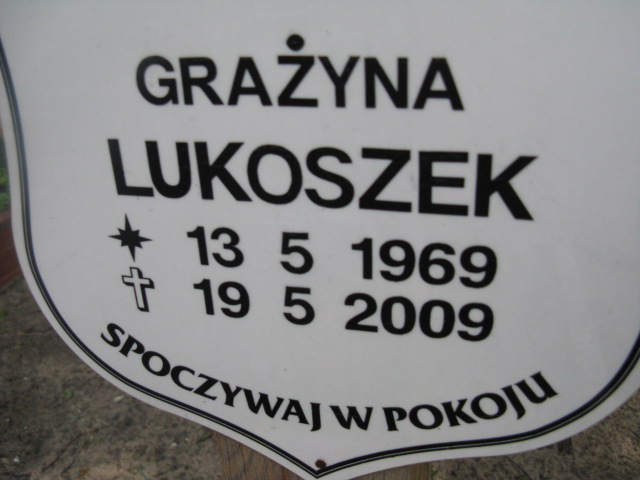 GRAŻYNA
LUKOSZEK
13 5 1969
19 5 2009
SPOCZYWAJ W POKOJU